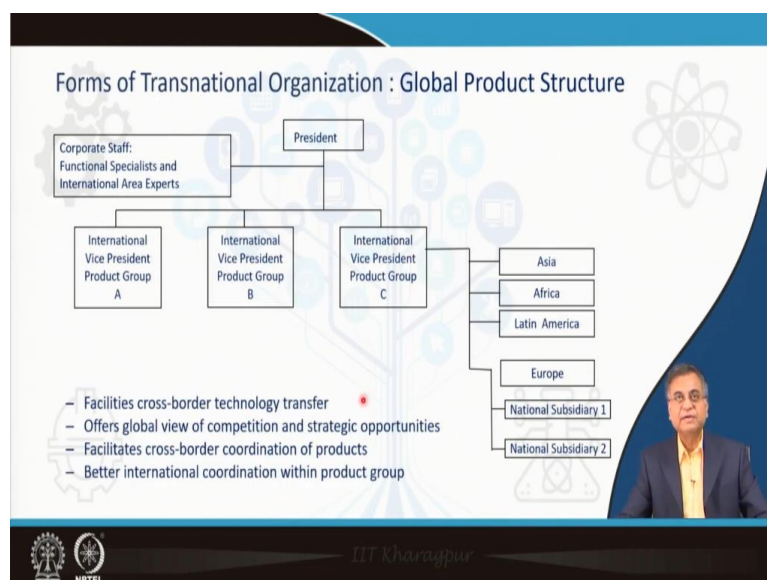 Forms of Transnational Organization : Global Product Structure
President
Corporate Staff:
Functional Specialists and
International Area Experts
International
Vice President
Product Group
A
International
Vice President
Product Group
B
International
Vice President
Product Group
C
Asia
Africa
Latin America
Europe
National Subsidiary 1
National Subsidiary 2
– Facilities cross-border technology transfer
– Offers global view of competition and strategic opportunities
– Facilitates cross-border coordination of products
– Better international coordination within product group
IIT Kharagpur
NPTEL